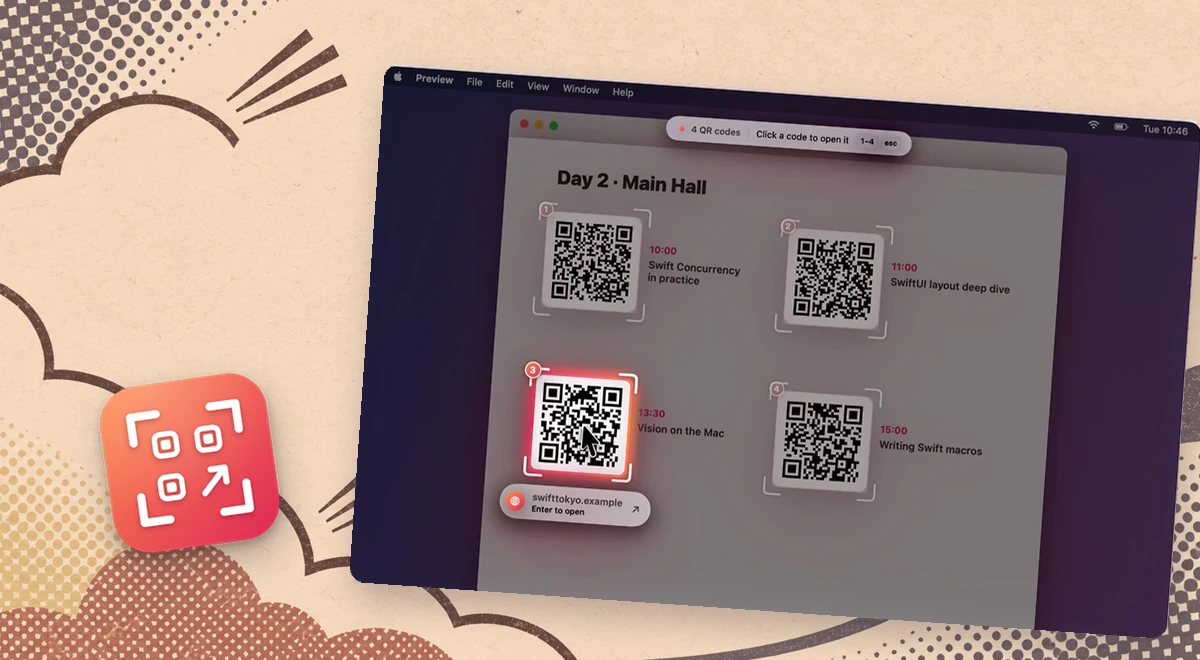 Preview File Edit View Window Help
Tue 10:46
4 QR codes Click a code to open it 1–4 esc
Day 2 · Main Hall
1
10:00
Swift Concurrency
in practice
2
11:00
SwiftUI layout deep dive
3
13:30
Vision on the Mac
swifttokyo.example
Enter to open
4
15:00
Writing Swift macros